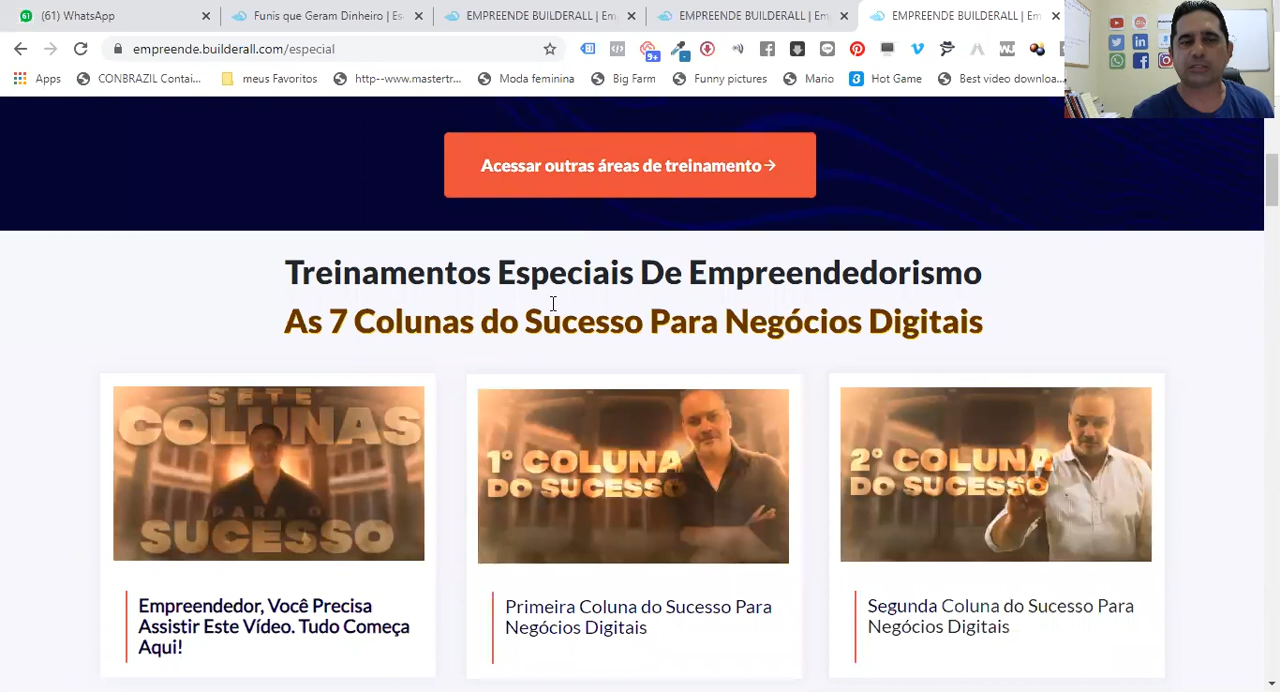 (61) WhatsApp
Funis que Geram Dinheiro | Es
EMPREENDE BUILDERALL | Em
EMPREENDE BUILDERALL | Em
EMPREENDE BUILDERALL | Em
empreende.builderall.com/especial
9+
Apps
CONBRAZIL Contai...
meus Favoritos
http--www.mastertr...
Moda feminina
Big Farm
Funny pictures
Mario
Hot Game
Best video downloa...
Acessar outras áreas de treinamento→
Treinamentos Especiais De Empreendedorismo
As 7 Colunas do Sucesso Para Negócios Digitais
SETE
COLUNAS
PARA O
SUCESSO
1º COLUNA
DO SUCESSO
2º COLUNA
DO SUCESSO
Empreendedor, Você Precisa
Assistir Este Vídeo. Tudo Começa
Aqui!
Primeira Coluna do Sucesso Para
Negócios Digitais
Segunda Coluna do Sucesso Para
Negócios Digitais